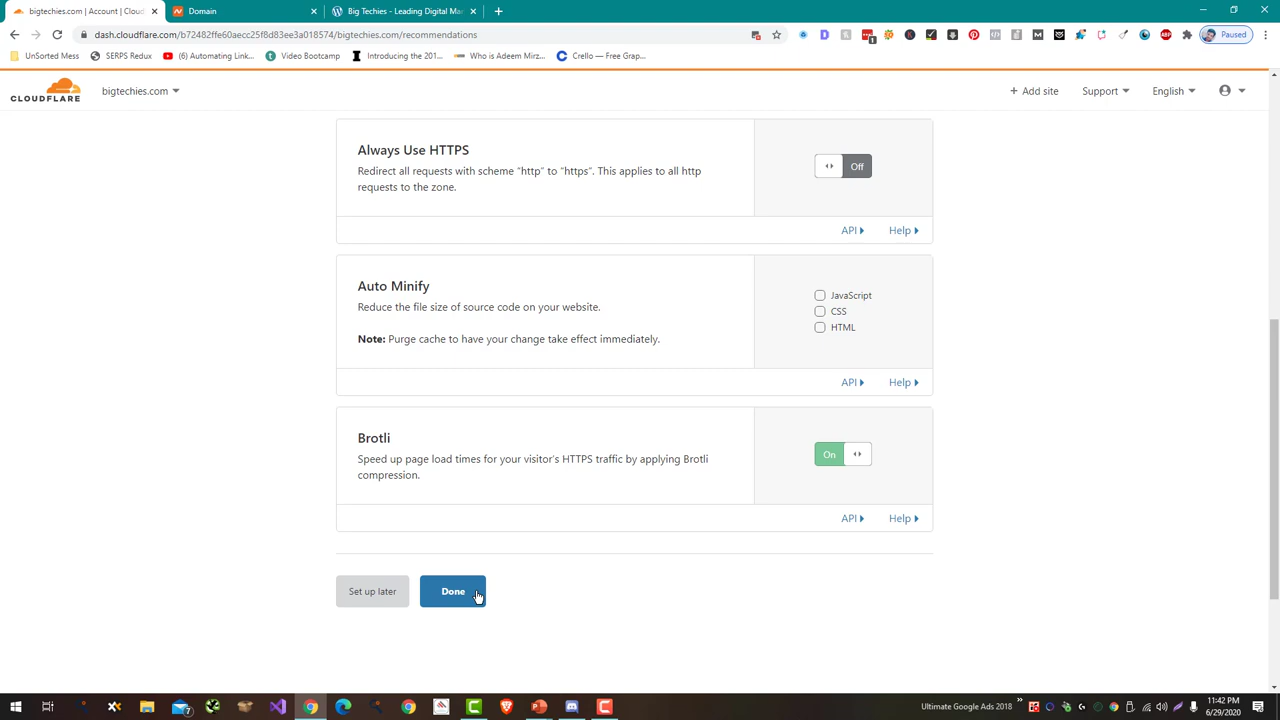 bigtechies.com | Account | Cloud
Domain
Big Techies - Leading Digital Mar
dash.cloudflare.com/b72482ffe60aecc25f8d83ee3a018574/bigtechies.com/recommendations
Paused
UnSorted Mess
SERPS Redux
(6) Automating Link...
Video Bootcamp
Introducing the 201...
Who is Adeem Mirz...
Crello — Free Grap...
CLOUDFLARE
bigtechies.com
+ Add site
Support
English
Always Use HTTPS
Redirect all requests with scheme "http" to "https". This applies to all http
requests to the zone.
Off
API
Help
Auto Minify
Reduce the file size of source code on your website.
Note: Purge cache to have your change take effect immediately.
JavaScript
CSS
HTML
API
Help
Brotli
Speed up page load times for your visitor's HTTPS traffic by applying Brotli
compression.
On
API
Help
Set up later
Done
Ultimate Google Ads 2018
11:42 PM
6/29/2020